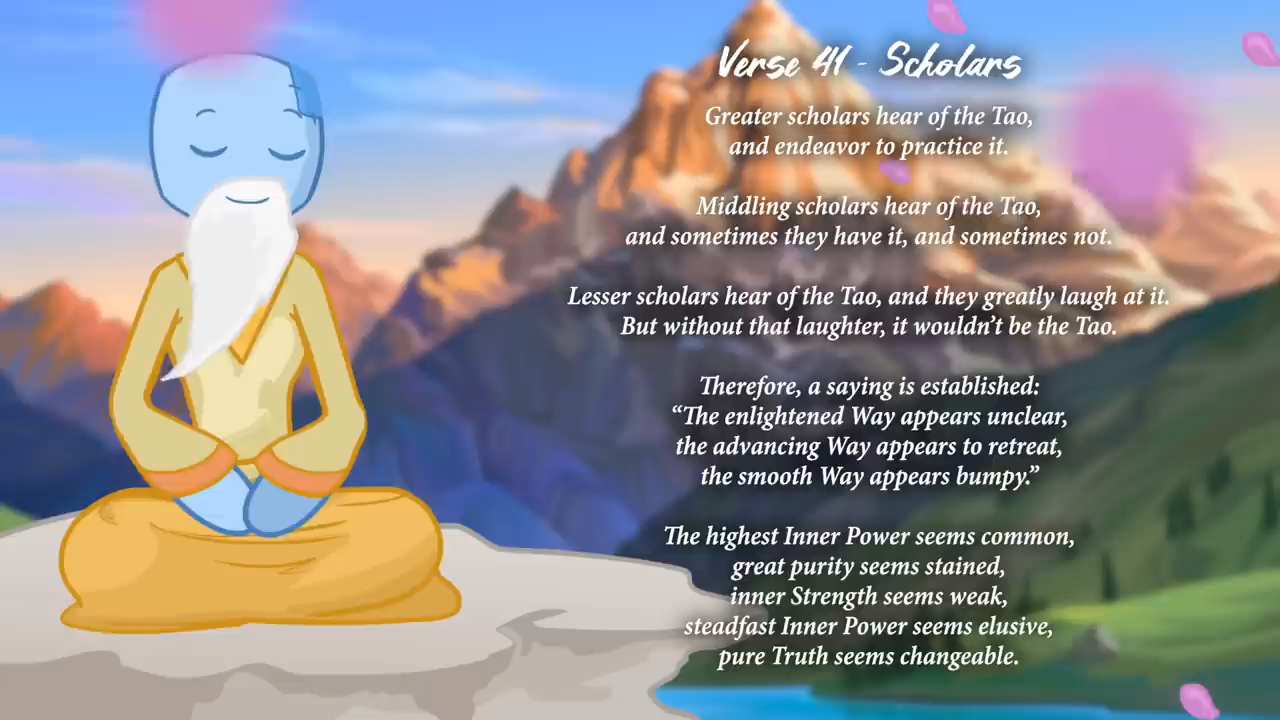 Verse 41 - Scholars
Greater scholars hear of the Tao,
and endeavor to practice it.
Middling scholars hear of the Tao,
and sometimes they have it, and sometimes not.
Lesser scholars hear of the Tao, and they greatly laugh at it.
But without that laughter, it wouldn’t be the Tao.
Therefore, a saying is established:
“The enlightened Way appears unclear,
the advancing Way appears to retreat,
the smooth Way appears bumpy.”
The highest Inner Power seems common,
great purity seems stained,
inner Strength seems weak,
steadfast Inner Power seems elusive,
pure Truth seems changeable.